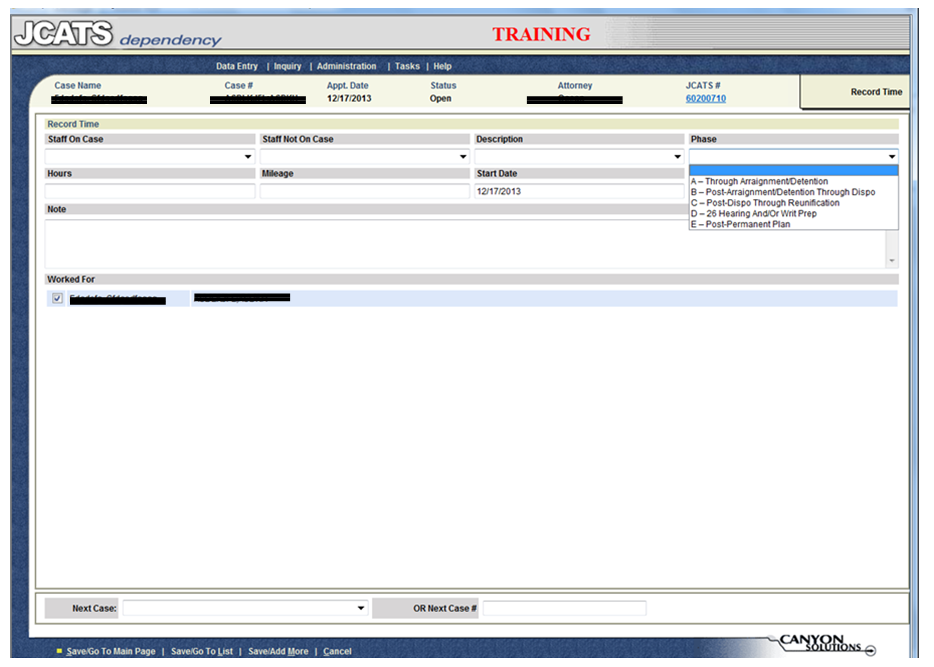 JCATS dependency TRAINING
Data Entry | Inquiry | Administration | Tasks | Help
Case Name Case # Appt. Date Status Attorney JCATS # Record Time
12/17/2013 Open 60200710
Record Time
Staff On Case Staff Not On Case Description Phase
Hours Mileage Start Date
A – Through Arraignment/Detention
12/17/2013
B – Post-Arraignment/Detention Through Dispo
C – Post-Dispo Through Reunification
Note
D – 26 Hearing And/Or Writ Prep
E – Post-Permanent Plan
Worked For
Next Case: OR Next Case #
Save/Go To Main Page | Save/Go To List | Save/Add More | Cancel
CANYON
SOLUTIONS